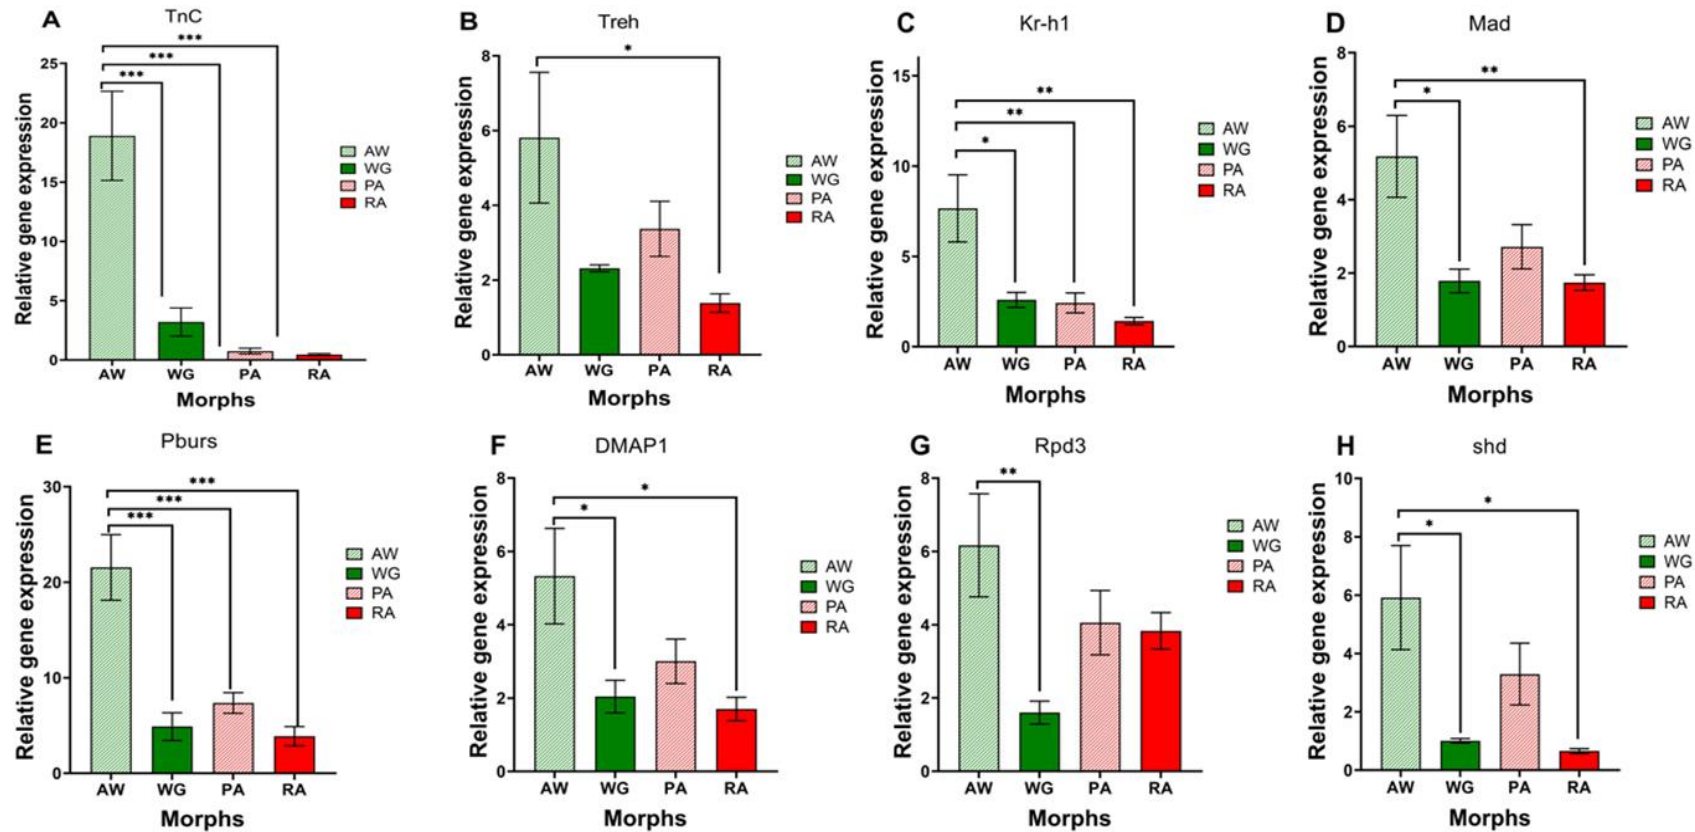 A
TnC
***
***
***
Relative gene expression
25
20
15
10
5
0
AW
WG
PA
RA
Morphs
AW
WG
PA
RA
B
Treh
*
Relative gene expression
8
6
4
2
0
AW
WG
PA
RA
Morphs
AW
WG
PA
RA
C
Kr-h1
**
**
*
Relative gene expression
15
10
5
0
AW
WG
PA
RA
Morphs
AW
WG
PA
RA
D
Mad
**
*
Relative gene expression
8
6
4
2
0
AW
WG
PA
RA
Morphs
AW
WG
PA
RA
E
Pburs
***
***
***
Relative gene expression
30
20
10
0
AW
WG
PA
RA
Morphs
AW
WG
PA
RA
F
DMAP1
*
*
Relative gene expression
8
6
4
2
0
AW
WG
PA
RA
Morphs
AW
WG
PA
RA
G
Rpd3
**
Relative gene expression
8
6
4
2
0
AW
WG
PA
RA
Morphs
AW
WG
PA
RA
H
shd
*
*
Relative gene expression
10
8
6
4
2
0
AW
WG
PA
RA
Morphs
AW
WG
PA
RA